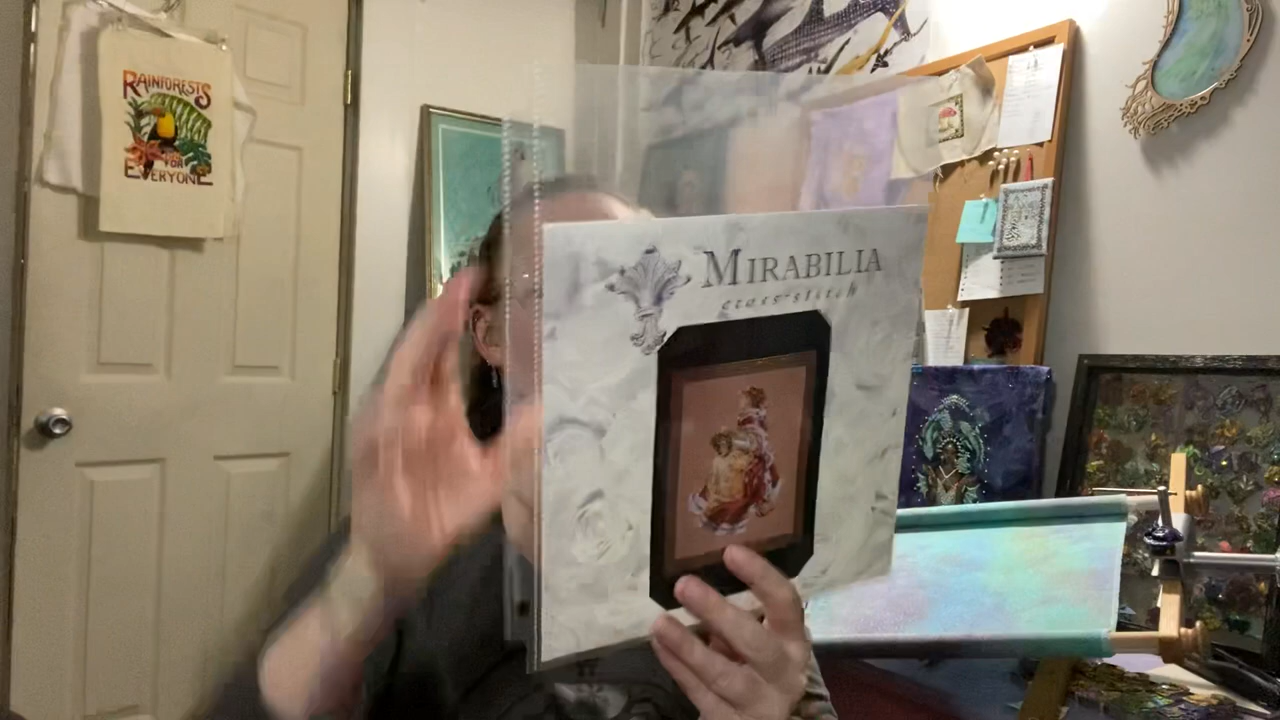 RAINFORESTS
FOR
EVERYONE
MIRABILIA
cross-stitch